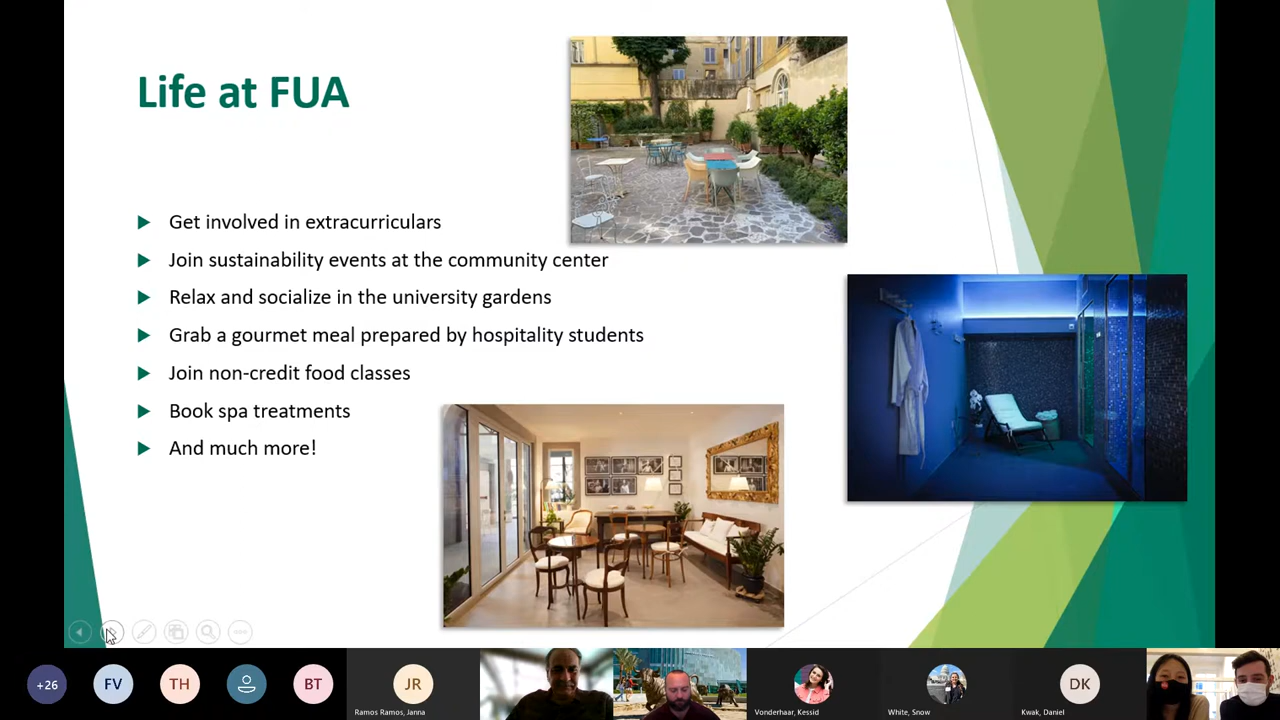 Life at FUA
Get involved in extracurriculars
Join sustainability events at the community center
Relax and socialize in the university gardens
Grab a gourmet meal prepared by hospitality students
Join non-credit food classes
Book spa treatments
And much more!
+26
FV
TH
BT
JR
DK
Ramos Ramos, Janna
Vonderhaar, Kessid
White, Snow
Kwak, Daniel